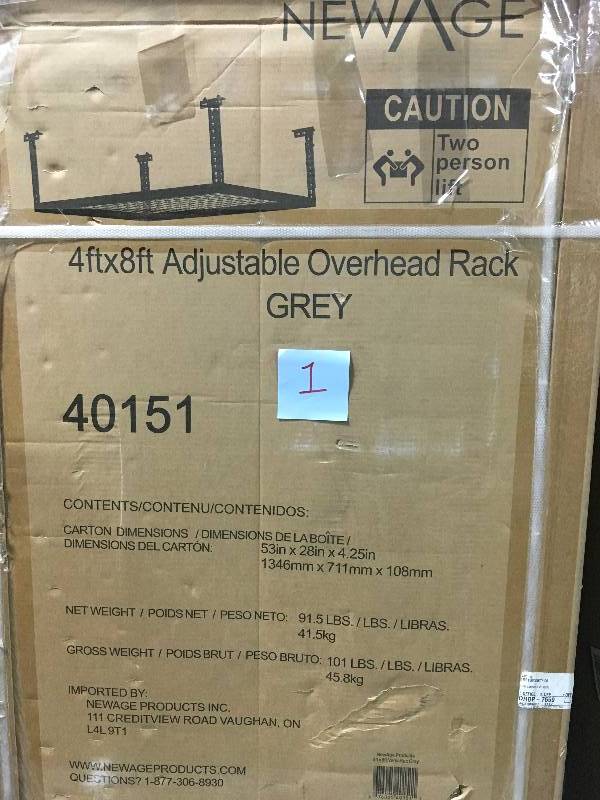 NEWAGE
CAUTION
Two
person
lift
4ftx8ft Adjustable Overhead Rack
GREY
1
40151
CONTENTS/CONTENU/CONTENIDOS:
CARTON DIMENSIONS / DIMENSIONS DE LA BOÎTE /
DIMENSIONS DEL CARTÓN:
53in x 28in x 4.25in
1346mm x 711mm x 108mm
NET WEIGHT / POIDS NET / PESO NETO: 91.5 LBS. / LBS. / LIBRAS.
41.5kg
GROSS WEIGHT / POIDS BRUT / PESO BRUTO: 101 LBS. / LBS. / LIBRAS.
45.8kg
IMPORTED BY:
NEWAGE PRODUCTS INC.
111 CREDITVIEW ROAD VAUGHAN, ON
L4L 9T1
WWW.NEWAGEPRODUCTS.COM
QUESTIONS? 1-877-306-8930
NewAge Products